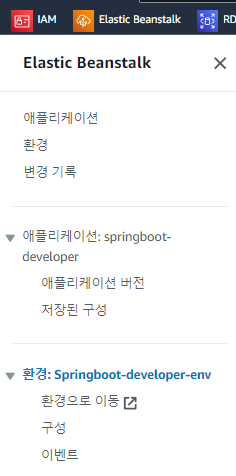 IAM Elastic Beanstalk RD
Elastic Beanstalk
애플리케이션
환경
변경 기록
애플리케이션: springboot-
developer
애플리케이션 버전
저장된 구성
환경: Springboot-developer-env
환경으로 이동
구성
이벤트